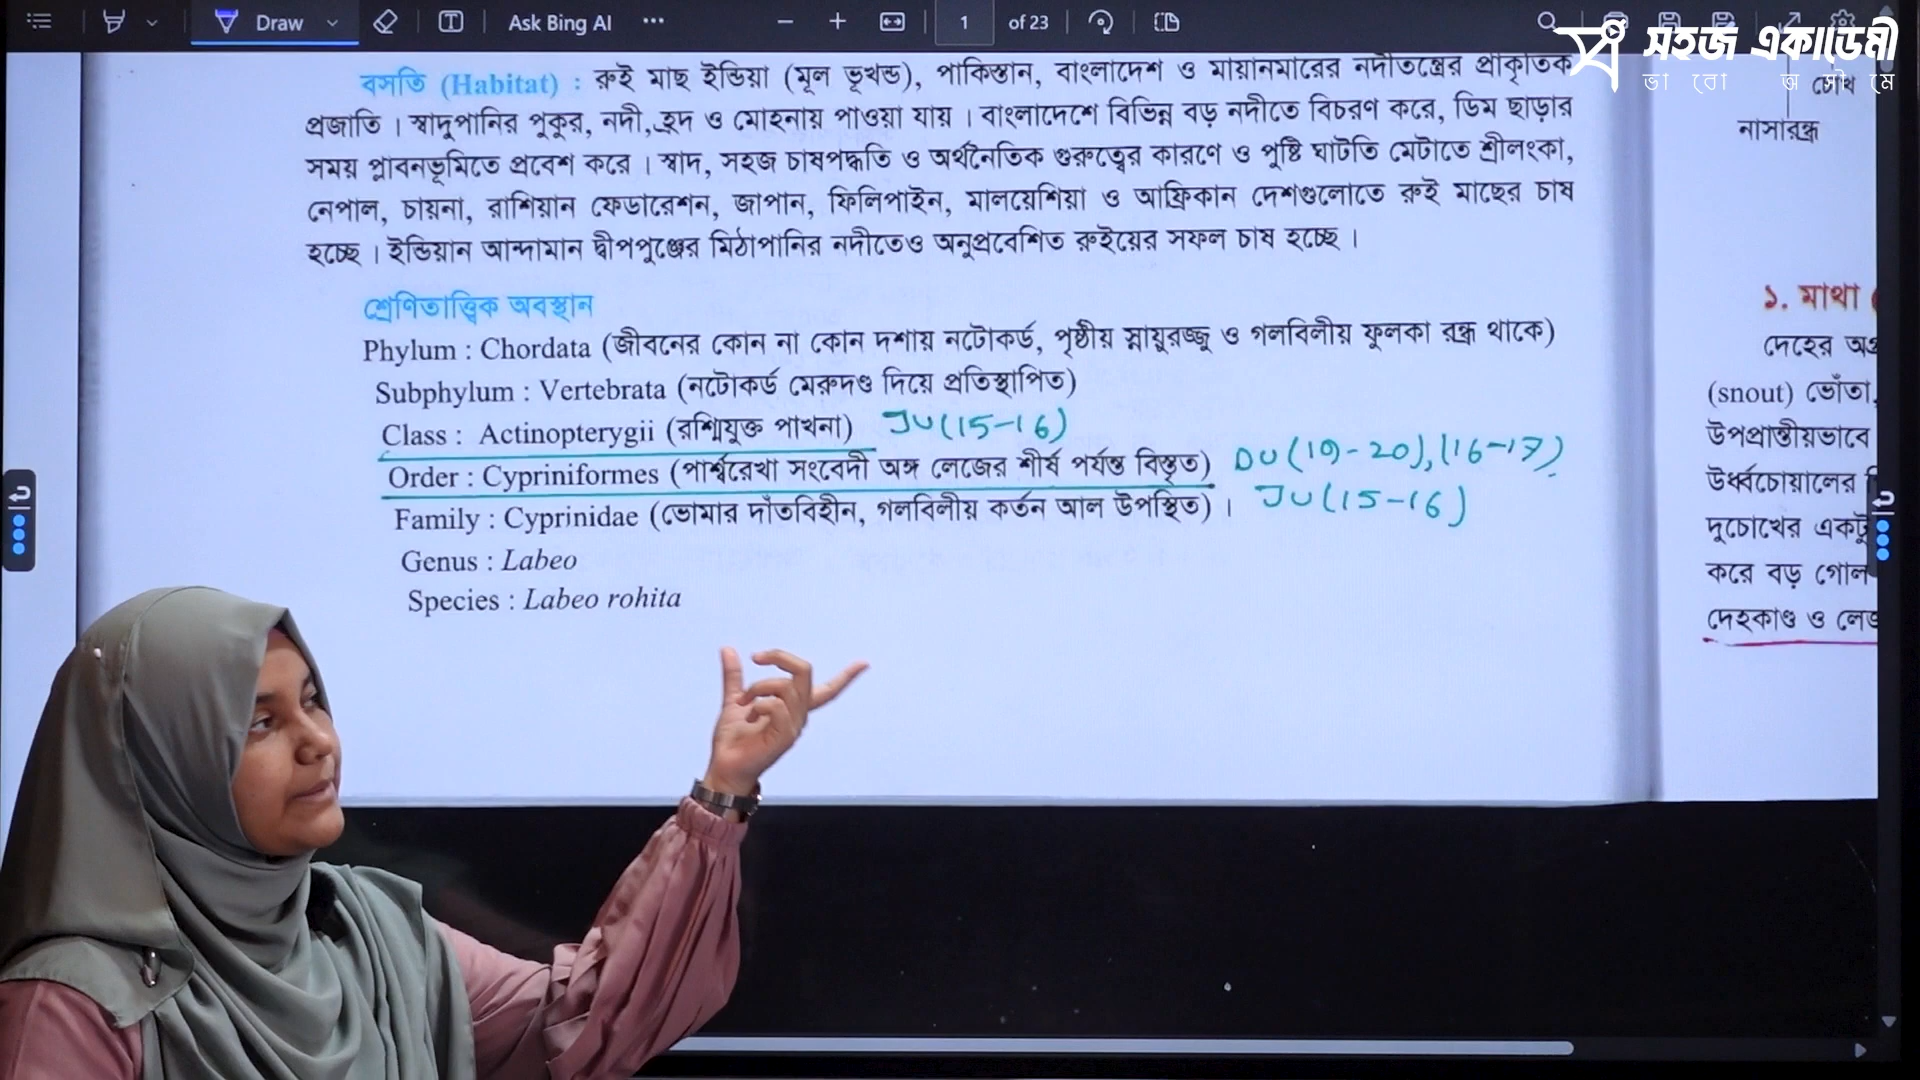 Draw
Ask Bing AI
1 of 23
সহজ একাডেমী
ভাবো অসীমে
বসতি (Habitat) : রুই মাছ ইন্ডিয়া (মূল ভূখন্ড), পাকিস্তান, বাংলাদেশ ও মায়ানমারের নদীতন্ত্রের প্রাকৃতিক
প্রজাতি । স্বাদুপানির পুকুর, নদী, হ্রদ ও মোহনায় পাওয়া যায় । বাংলাদেশে বিভিন্ন বড় নদীতে বিচরণ করে, ডিম ছাড়ার
সময় প্লাবনভূমিতে প্রবেশ করে । স্বাদ, সহজ চাষপদ্ধতি ও অর্থনৈতিক গুরুত্বের কারণে ও পুষ্টি ঘাটতি মেটাতে শ্রীলংকা,
নেপাল, চায়না, রাশিয়ান ফেডারেশন, জাপান, ফিলিপাইন, মালয়েশিয়া ও আফ্রিকান দেশগুলোতে রুই মাছের চাষ
হচ্ছে । ইন্ডিয়ান আন্দামান দ্বীপপুঞ্জের মিঠাপানির নদীতেও অনুপ্রবেশিত রুইয়ের সফল চাষ হচ্ছে ।
শ্রেণিতাত্ত্বিক অবস্থান
Phylum : Chordata (জীবনের কোন না কোন দশায় নটোকর্ড, পৃষ্ঠীয় স্নায়ুরজ্জু ও গলবিলীয় ফুলকা রন্ধ্র থাকে)
Subphylum : Vertebrata (নটোকর্ড মেরুদণ্ড দিয়ে প্রতিস্থাপিত)
Class : Actinopterygii (রশ্মিযুক্ত পাখনা) JU(15-16)
Order : Cypriniformes (পার্শ্বরেখা সংবেদী অঙ্গ লেজের শীর্ষ পর্যন্ত বিস্তৃত) DU(19-20),(16-17)
Family : Cyprinidae (ভোমার দাঁতবিহীন, গলবিলীয় কর্তন আল উপস্থিত) । JU(15-16)
Genus : Labeo
Species : Labeo rohita
নাসারন্ধ্র
১. মাথা
দেহের
(snout) ভোঁতা,
উপপ্রান্তীয়ভাবে
উর্ধ্বচোয়ালের
দুচোখের একটু
করে বড় গোল
দেহকাণ্ড ও